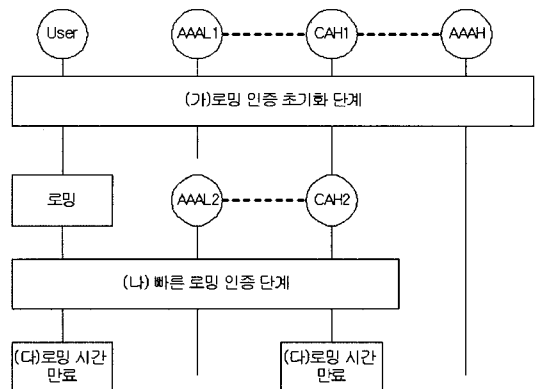 User
AAAL1
CAH1
AAAH
(가)로밍 인증 초기화 단계
로밍
AAAL2
CAH2
(나) 빠른 로밍 인증 단계
(다)로밍 시간
만료
(다)로밍 시간
만료